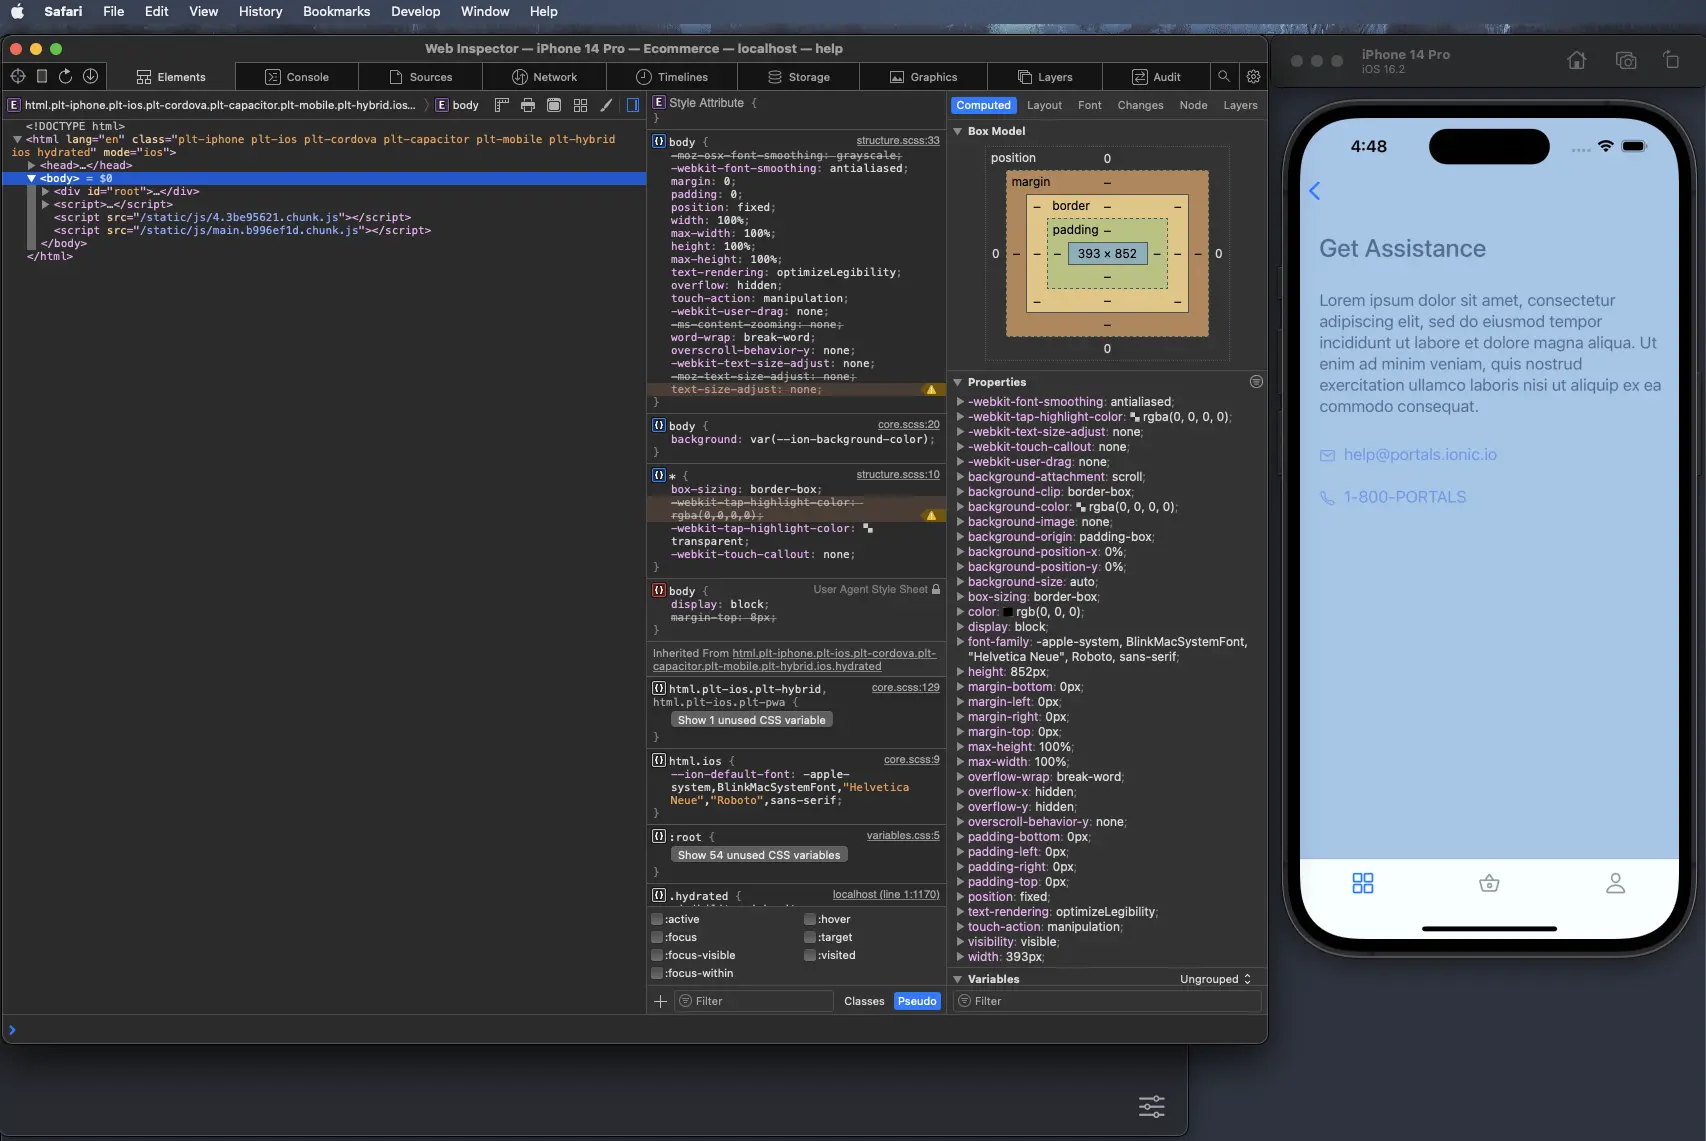 Safari File Edit View History Bookmarks Develop Window Help
Web Inspector — iPhone 14 Pro — Ecommerce — localhost — help
Elements Console Sources Network Timelines Storage Graphics Layers Audit
E html.plt-iphone.plt-ios.plt-cordova.plt-capacitor.plt-mobile.plt-hybrid.ios... E body
<!DOCTYPE html>
<html lang="en" class="plt-iphone plt-ios plt-cordova plt-capacitor plt-mobile plt-hybrid
ios hydrated" mode="ios">
<head>…</head>
<body> = $0
<div id="root">…</div>
<script>…</script>
<script src="/static/js/4.3be95621.chunk.js"></script>
<script src="/static/js/main.b996ef1d.chunk.js"></script>
</body>
</html>
E Style Attribute {
}
body { structure.scss:33
-moz-osx-font-smoothing: grayscale;
-webkit-font-smoothing: antialiased;
margin: 0;
padding: 0;
position: fixed;
width: 100%;
max-width: 100%;
height: 100%;
max-height: 100%;
text-rendering: optimizeLegibility;
overflow: hidden;
touch-action: manipulation;
-webkit-user-drag: none;
-ms-content-zooming: none;
word-wrap: break-word;
overscroll-behavior-y: none;
-webkit-text-size-adjust: none;
-moz-text-size-adjust: none;
text-size-adjust: none;
}
body { core.scss:20
background: var(--ion-background-color);
}
* { structure.scss:10
box-sizing: border-box;
-webkit-tap-highlight-color:
rgba(0,0,0,0);
-webkit-tap-highlight-color:
transparent;
-webkit-touch-callout: none;
}
body { User Agent Style Sheet
display: block;
margin-top: 8px;
}
Inherited From html.plt-iphone.plt-ios.plt-cordova.plt-
capacitor.plt-mobile.plt-hybrid.ios.hydrated
html.plt-ios.plt-hybrid, core.scss:129
html.plt-ios.plt-pwa {
Show 1 unused CSS variable
}
html.ios { core.scss:9
--ion-default-font: -apple-
system,BlinkMacSystemFont,"Helvetica
Neue","Roboto",sans-serif;
}
:root { variables.css:5
Show 54 unused CSS variables
}
.hydrated { localhost (line 1:1170)
:active :hover
:focus :target
:focus-visible :visited
:focus-within
Filter Classes Pseudo
Computed Layout Font Changes Node Layers
Box Model
position 0
margin –
border –
padding –
0 – – – 393 × 852 – – – 0
–
– – –
–
0
Properties
-webkit-font-smoothing: antialiased;
-webkit-tap-highlight-color: rgba(0, 0, 0, 0);
-webkit-text-size-adjust: none;
-webkit-touch-callout: none;
-webkit-user-drag: none;
background-attachment: scroll;
background-clip: border-box;
background-color: rgba(0, 0, 0, 0);
background-image: none;
background-origin: padding-box;
background-position-x: 0%;
background-position-y: 0%;
background-size: auto;
box-sizing: border-box;
color: rgb(0, 0, 0);
display: block;
font-family: -apple-system, BlinkMacSystemFont,
"Helvetica Neue", Roboto, sans-serif;
height: 852px;
margin-bottom: 0px;
margin-left: 0px;
margin-right: 0px;
margin-top: 0px;
max-height: 100%;
max-width: 100%;
overflow-wrap: break-word;
overflow-x: hidden;
overflow-y: hidden;
overscroll-behavior-y: none;
padding-bottom: 0px;
padding-left: 0px;
padding-right: 0px;
padding-top: 0px;
position: fixed;
text-rendering: optimizeLegibility;
touch-action: manipulation;
visibility: visible;
width: 393px;
Variables Ungrouped
Filter
iPhone 14 Pro
iOS 16.2
4:48
Get Assistance
Lorem ipsum dolor sit amet, consectetur
adipiscing elit, sed do eiusmod tempor
incididunt ut labore et dolore magna aliqua. Ut
enim ad minim veniam, quis nostrud
exercitation ullamco laboris nisi ut aliquip ex ea
commodo consequat.
help@portals.ionic.io
1-800-PORTALS